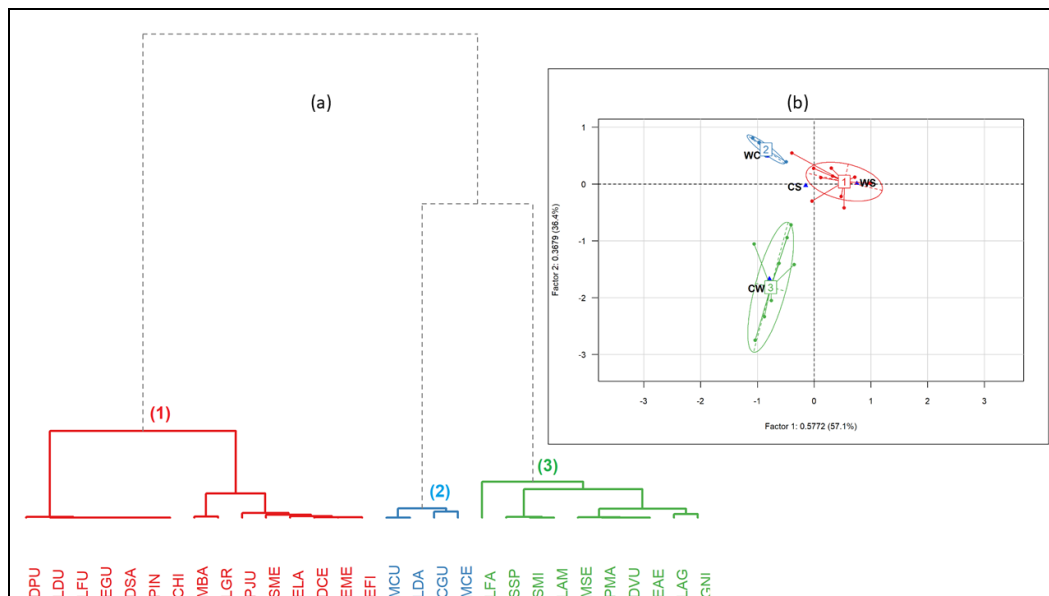 (a)
(b)
1
0
-1
-2
-3
Factor 2: 0.3679 (36.4%)
WC
2
CS
1
WS
CW
3
-3
-2
-1
0
1
2
3
Factor 1: 0.5772 (57.1%)
(1)
(2)
(3)
DPU
LDU
LFU
EGU
DSA
PIN
CHI
MBA
LGR
PJU
SME
ELA
DCE
EME
EFI
MCU
LDA
CGU
MCE
LFA
SSP
SMI
LAM
MSE
PMA
DVU
EAE
LAG
GNI